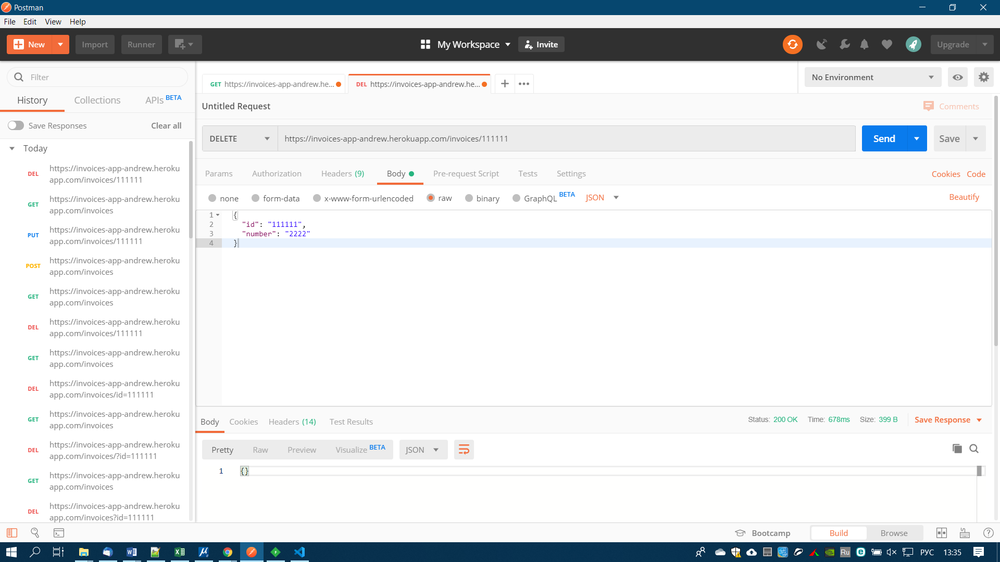 Postman
File Edit View Help
New Import Runner My Workspace Invite Upgrade
Filter
History Collections APIs BETA
Save Responses Clear all
Today
DEL https://invoices-app-andrew.heroku
app.com/invoices/111111
GET https://invoices-app-andrew.heroku
app.com/invoices
PUT https://invoices-app-andrew.heroku
app.com/invoices/111111
POST https://invoices-app-andrew.heroku
app.com/invoices
GET https://invoices-app-andrew.heroku
app.com/invoices
DEL https://invoices-app-andrew.heroku
app.com/invoices/111111
GET https://invoices-app-andrew.heroku
app.com/invoices
DEL https://invoices-app-andrew.heroku
app.com/invoices/id=111111
GET https://invoices-app-andrew.heroku
app.com/invoices
DEL https://invoices-app-andrew.heroku
app.com/invoices/?id=111111
GET https://invoices-app-andrew.heroku
app.com/invoices
DEL https://invoices-app-andrew.heroku
app.com/invoices?id=111111
GET https://invoices-app-andrew.he... DEL https://invoices-app-andrew.he... No Environment
Untitled Request Comments
DELETE https://invoices-app-andrew.herokuapp.com/invoices/111111 Send Save
Params Authorization Headers (9) Body Pre-request Script Tests Settings Cookies Code
none form-data x-www-form-urlencoded raw binary GraphQL BETA JSON Beautify
1 {
2 "id": "111111",
3 "number": "2222"
4 }
Body Cookies Headers (14) Test Results Status: 200 OK Time: 678ms Size: 399 B Save Response
Pretty Raw Preview Visualize BETA JSON
1 {}
Bootcamp Build Browse
Ru РУС 13:35